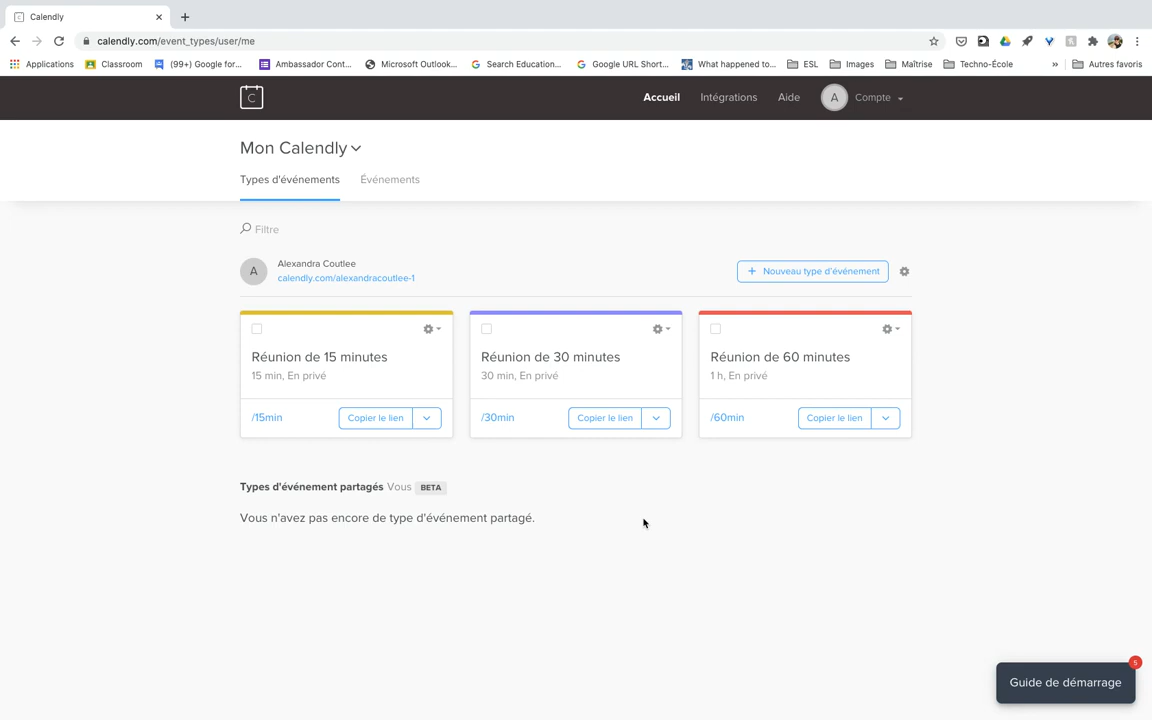 Calendly
calendly.com/event_types/user/me
Applications
Classroom
(99+) Google for...
Ambassador Cont...
Microsoft Outlook...
Search Education...
Google URL Short...
What happened to...
ESL
Images
Maîtrise
Techno-École
»
Autres favoris
C
Accueil
Intégrations
Aide
A
Compte
Mon Calendly
Types d'événements
Événements
Filtre
A
Alexandra Coutlee
calendly.com/alexandracoutlee-1
+ Nouveau type d'événement
Réunion de 15 minutes
15 min, En privé
/15min
Copier le lien
Réunion de 30 minutes
30 min, En privé
/30min
Copier le lien
Réunion de 60 minutes
1 h, En privé
/60min
Copier le lien
Types d'événement partagés Vous BETA
Vous n'avez pas encore de type d'événement partagé.
5
Guide de démarrage